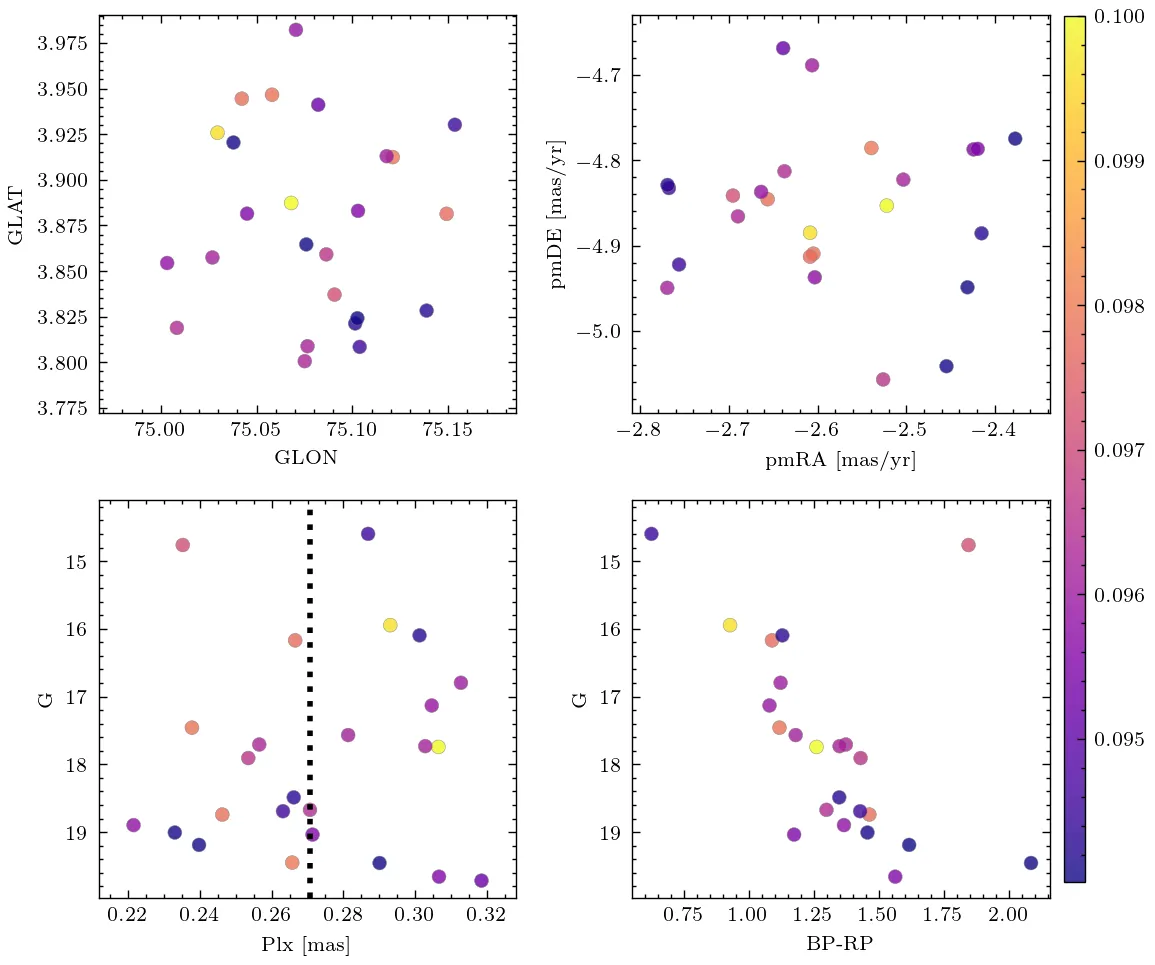 3.975
3.950
3.925
3.900
3.875
3.850
3.825
3.800
3.775
GLAT
75.00 75.05 75.10 75.15
GLON
−4.7
−4.8
−4.9
−5.0
pmDE [mas/yr]
−2.8 −2.7 −2.6 −2.5 −2.4
pmRA [mas/yr]
15
16
17
18
19
G
0.22 0.24 0.26 0.28 0.30 0.32
Plx [mas]
15
16
17
18
19
G
0.75 1.00 1.25 1.50 1.75 2.00
BP-RP
0.100
0.099
0.098
0.097
0.096
0.095